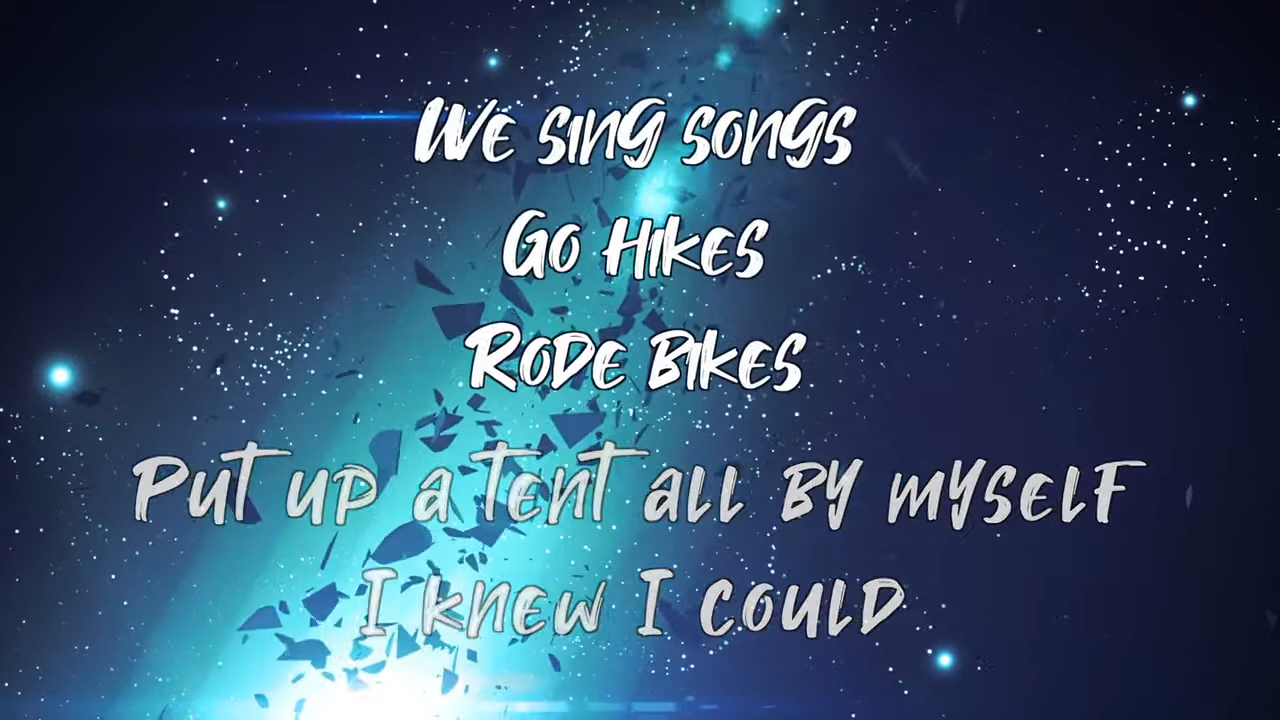 We sing songs
Go Hikes
Rode bikes
Put up a tent all by myself
I knew I could